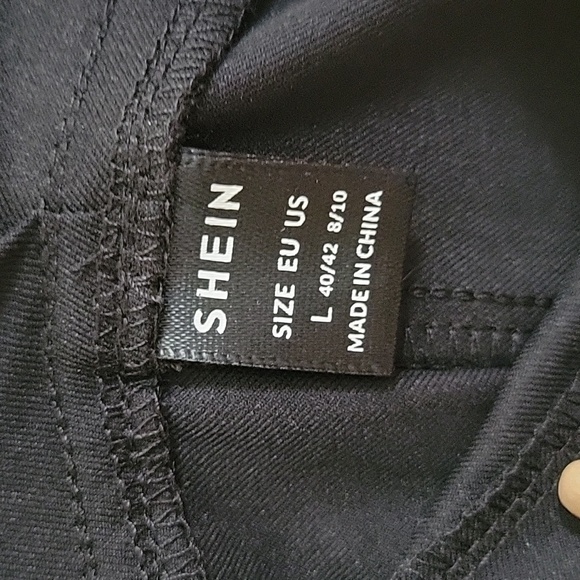 SHEIN
SIZE EU US
L 40/42 8/10
MADE IN CHINA